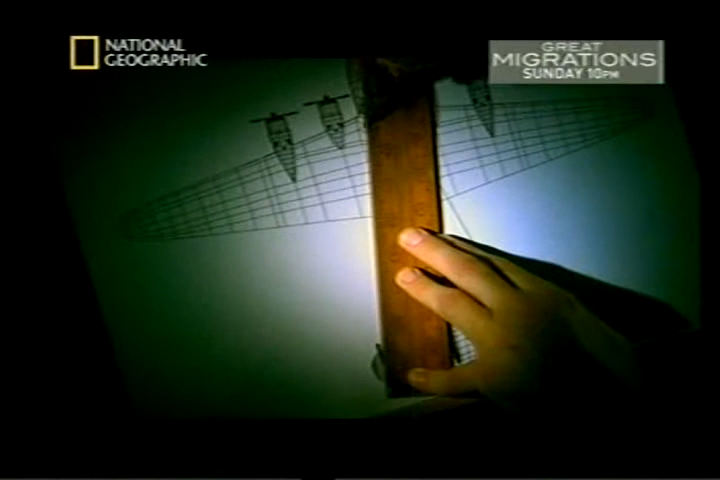 NATIONAL
GEOGRAPHIC
GREAT
MIGRATIONS
SUNDAY 10PM